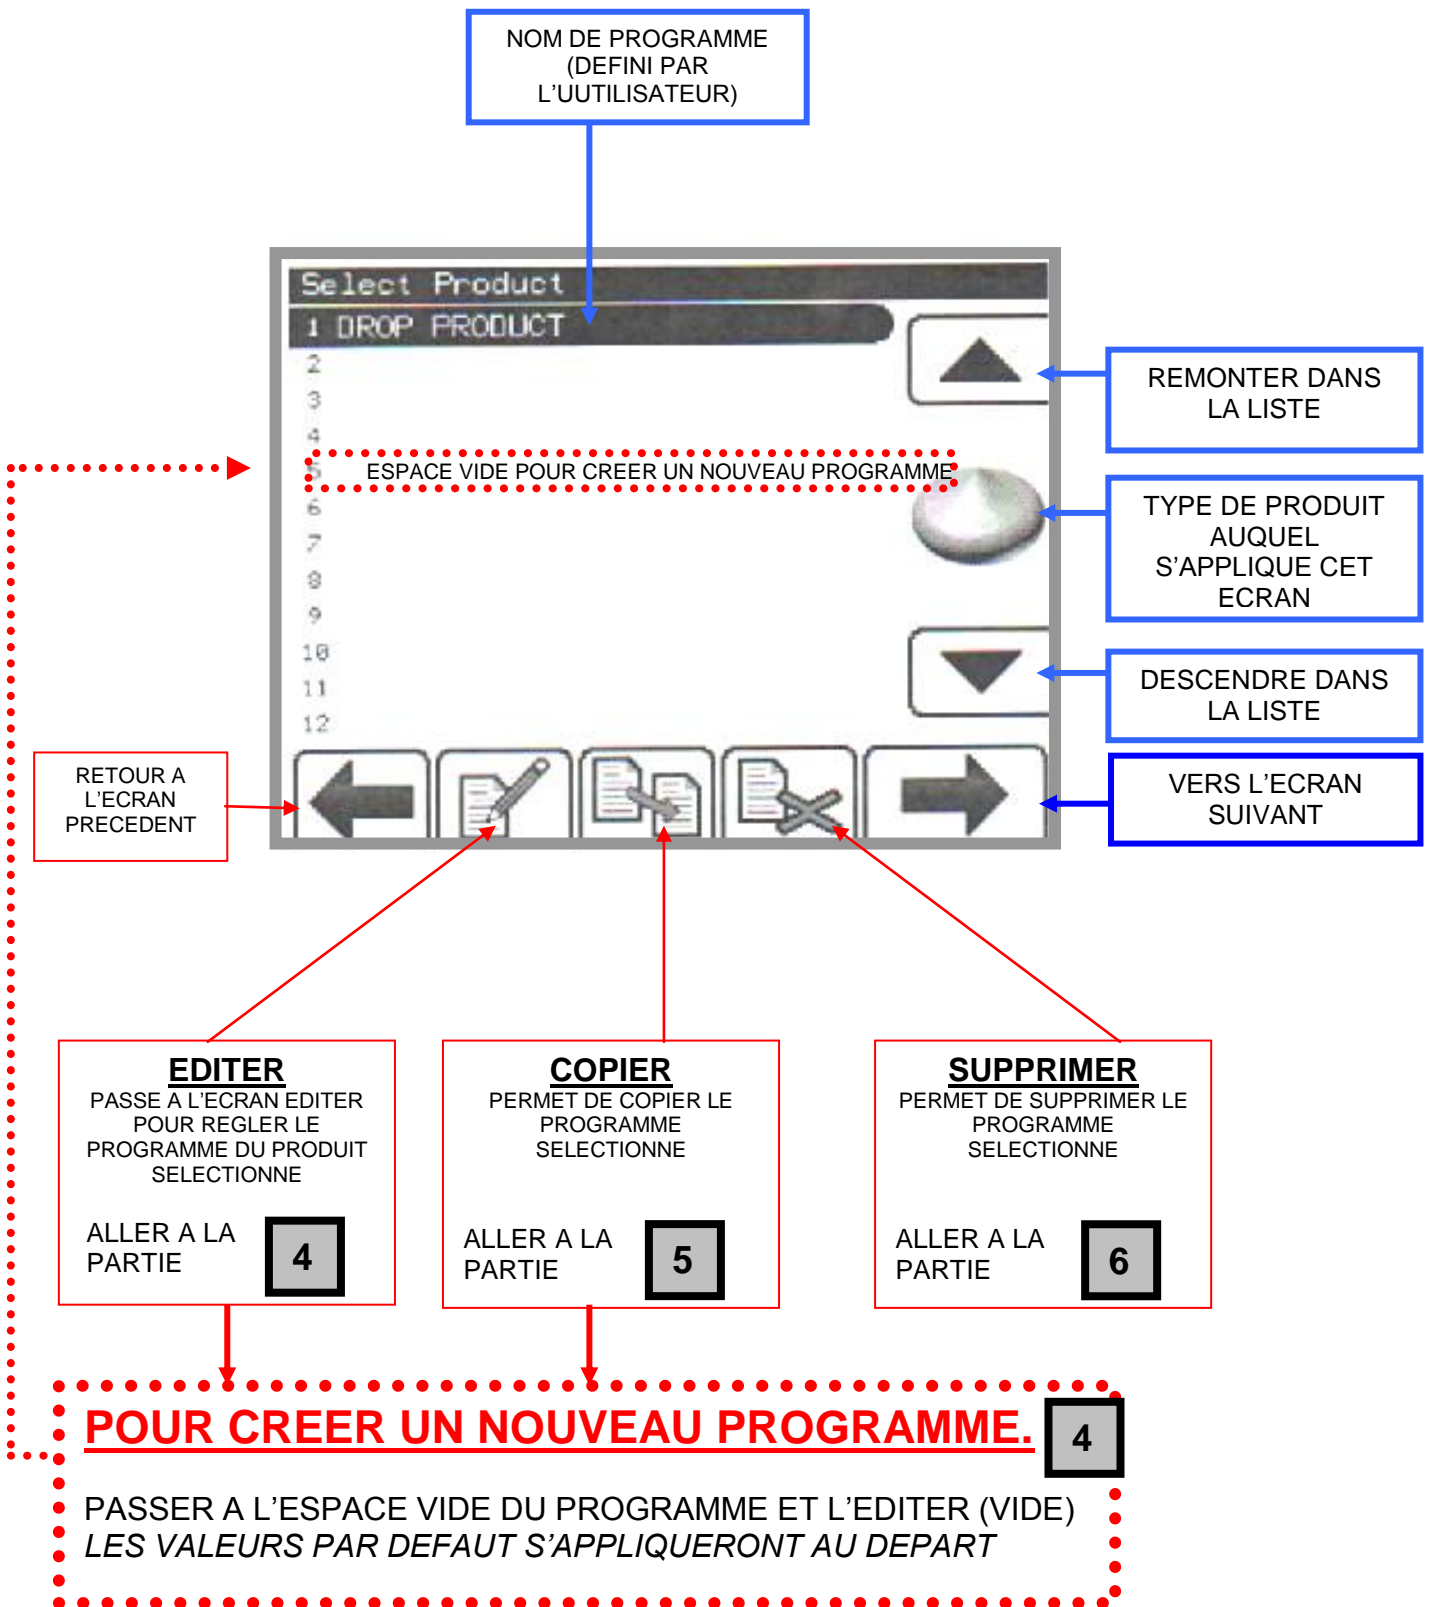 NOM DE PROGRAMME
(DEFINI PAR
L'UUTILISATEUR)
Select Product
1 DROP PRODUCT
2
3
4
5 ESPACE VIDE POUR CREER UN NOUVEAU PROGRAMME
6
7
8
9
10
11
12
REMONTER DANS
LA LISTE
TYPE DE PRODUIT
AUQUEL
S'APPLIQUE CET
ECRAN
DESCENDRE DANS
LA LISTE
VERS L'ECRAN
SUIVANT
RETOUR A
L'ECRAN
PRECEDENT
EDITER
PASSE A L'ECRAN EDITER
POUR REGLER LE
PROGRAMME DU PRODUIT
SELECTIONNE
ALLER A LA
PARTIE 4
COPIER
PERMET DE COPIER LE
PROGRAMME
SELECTIONNE
ALLER A LA
PARTIE 5
SUPPRIMER
PERMET DE SUPPRIMER LE
PROGRAMME
SELECTIONNE
ALLER A LA
PARTIE 6
POUR CREER UN NOUVEAU PROGRAMME. 4
PASSER A L'ESPACE VIDE DU PROGRAMME ET L'EDITER (VIDE)
LES VALEURS PAR DEFAUT S'APPLIQUERONT AU DEPART